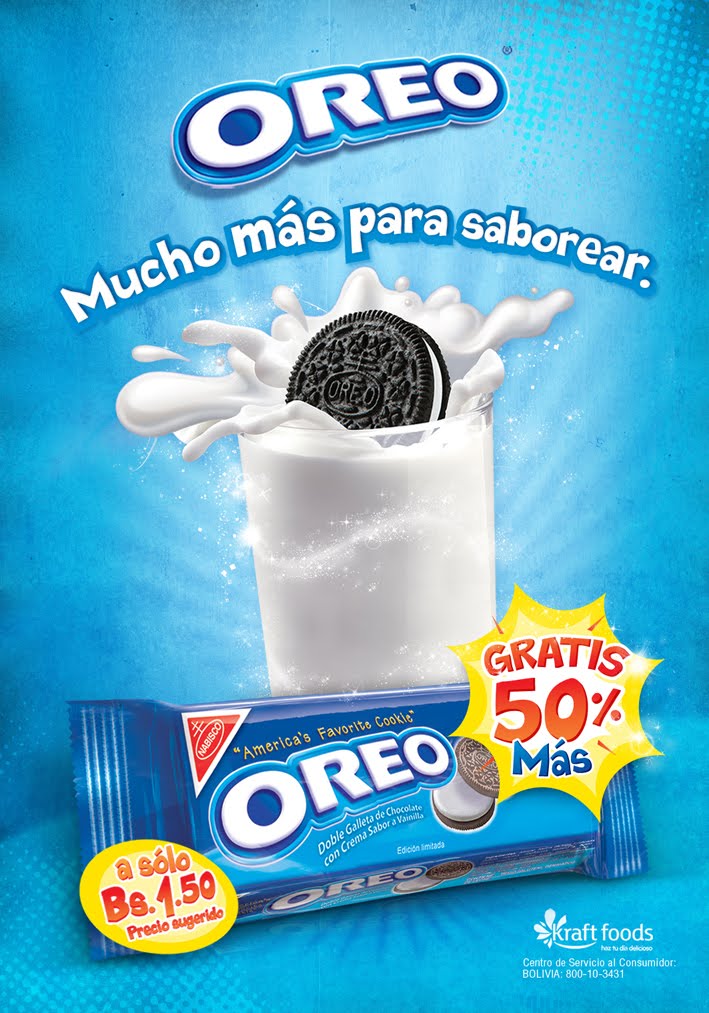 OREO®
Mucho más para saborear.
OREO
GRATIS
50%
Más
NABISCO
"America's Favorite Cookie"
OREO
Doble Galleta de Chocolate
con Crema Sabor a Vainilla
Edición limitada
OREO
a sólo
Bs. 1.50
Precio sugerido
kraft foods
haz tu día delicioso
Centro de Servicio al Consumidor:
BOLIVIA: 800-10-3431